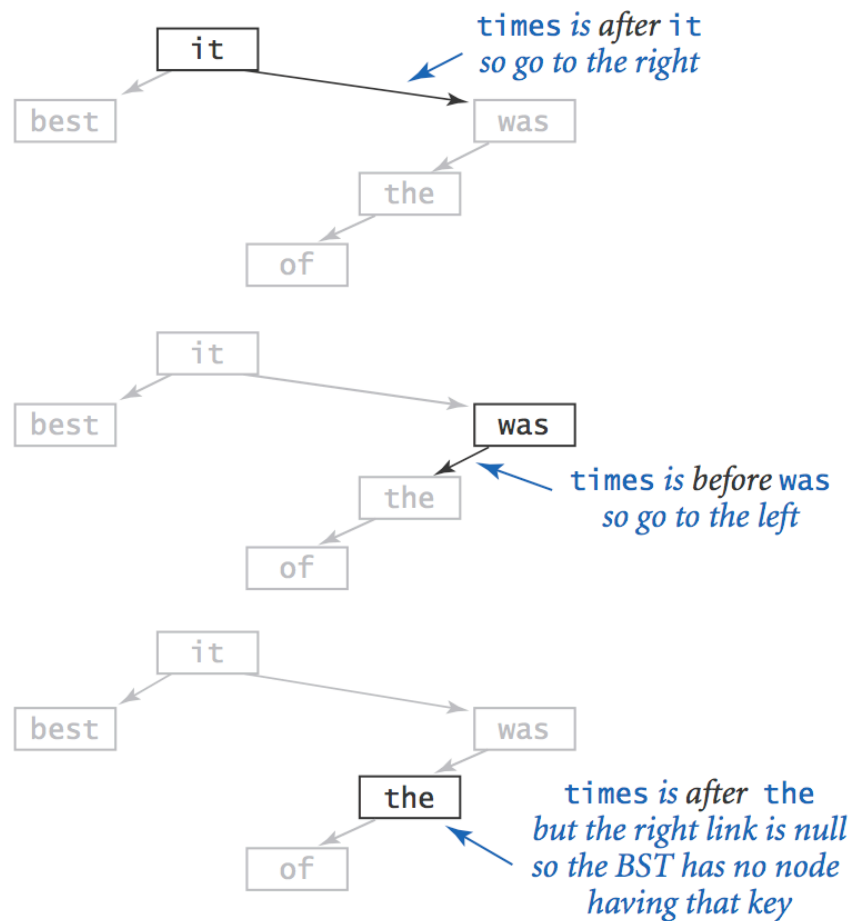 times is after it
so go to the right
it
best
was
the
of
it
best
was
times is before was
so go to the left
the
of
it
best
was
the
times is after the
but the right link is null
so the BST has no node
having that key
of